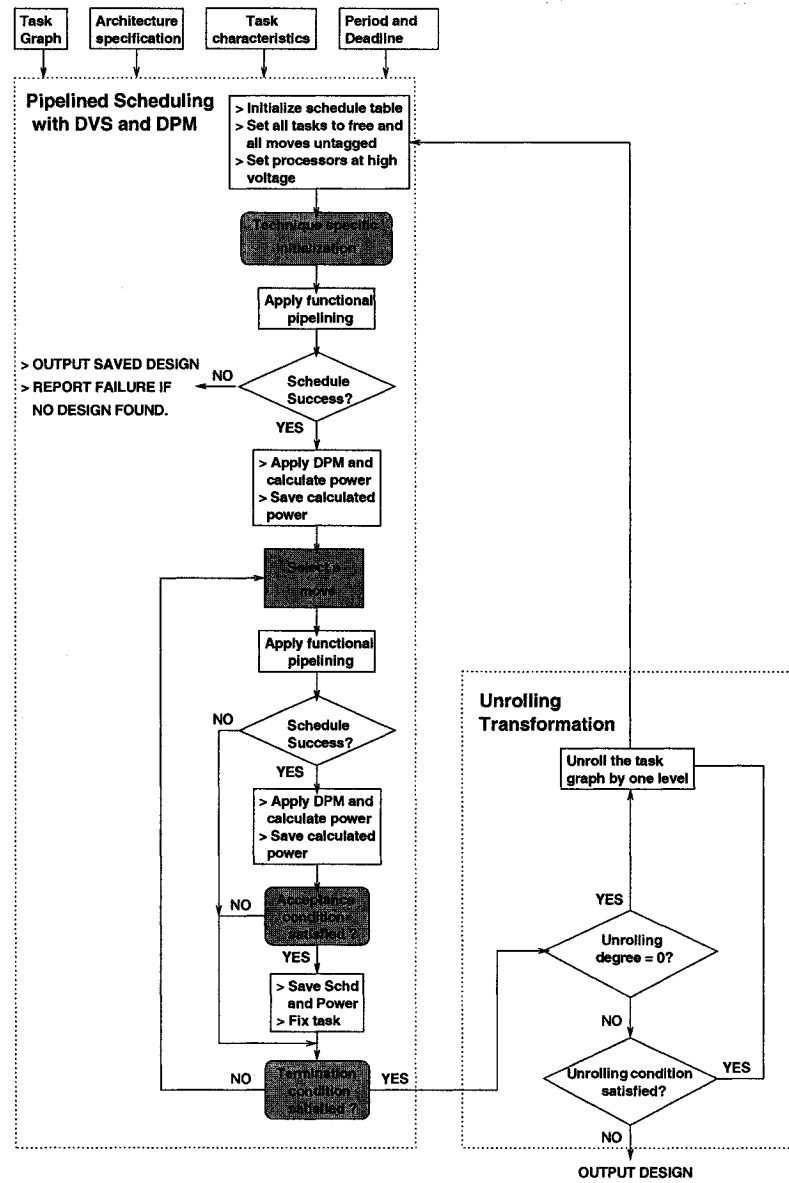 Task
Graph
Architecture
specification
Task
characteristics
Period and
Deadline
Pipelined Scheduling
with DVS and DPM
> Initialize schedule table
> Set all tasks to free and
all moves untagged
> Set processors at high
voltage
Technique specific
initialization
Apply functional
pipelining
> OUTPUT SAVED DESIGN
> REPORT FAILURE IF
NO DESIGN FOUND.
NO
Schedule
Success?
YES
> Apply DPM and
calculate power
> Save calculated
power
Select a
move
Apply functional
pipelining
NO
Schedule
Success?
YES
> Apply DPM and
calculate power
> Save calculated
power
NO
Acceptance
conditions
satisfied ?
YES
> Save Schd
and Power
> Fix task
NO
Termination
condition
satisfied ?
YES
Unrolling
Transformation
Unroll the task
graph by one level
YES
Unrolling
degree = 0?
NO
Unrolling condition
satisfied?
YES
NO
OUTPUT DESIGN